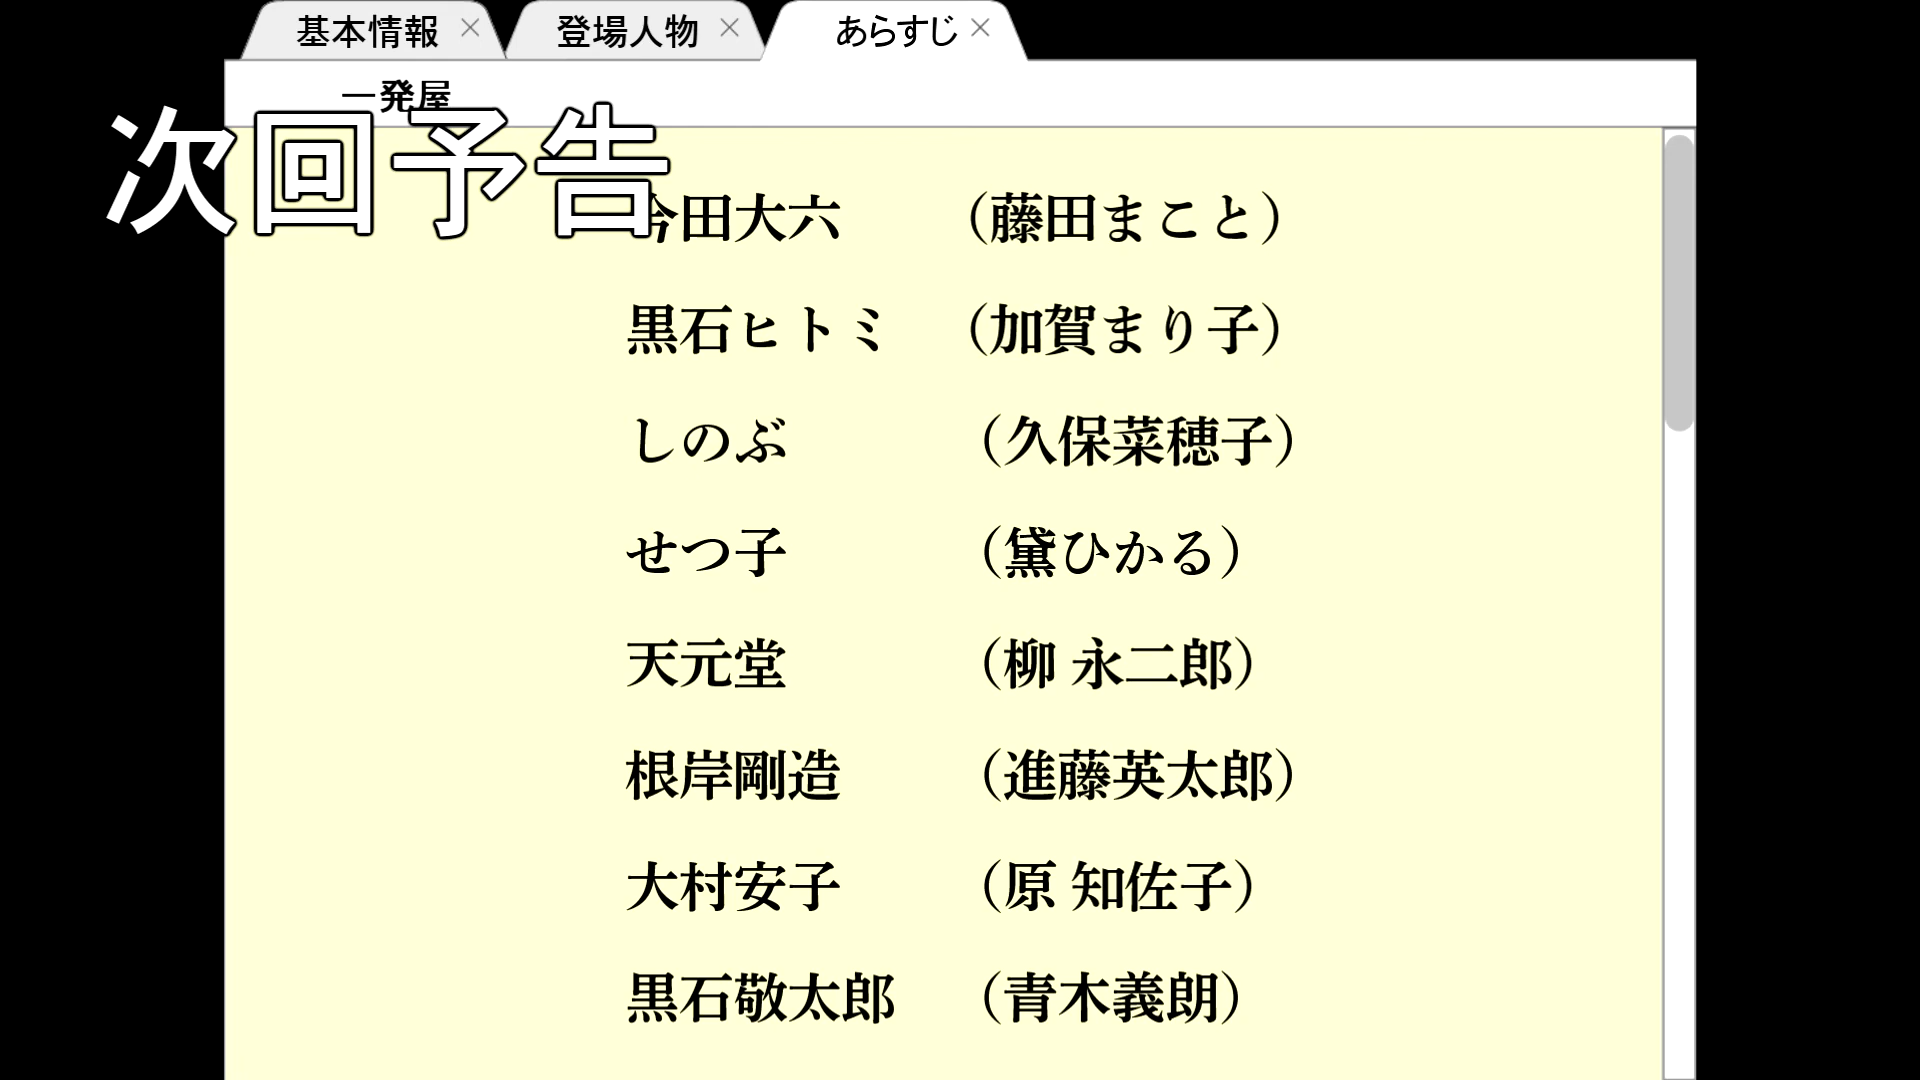 基本情報 登場人物 あらすじ
一発屋
次回予告
今田大六 （藤田まこと）
黒石ヒトミ （加賀まり子）
しのぶ （久保菜穂子）
せつ子 （黛ひかる）
天元堂 （柳 永二郎）
根岸剛造 （進藤英太郎）
大村安子 （原 知佐子）
黒石敬太郎 （青木義朗）